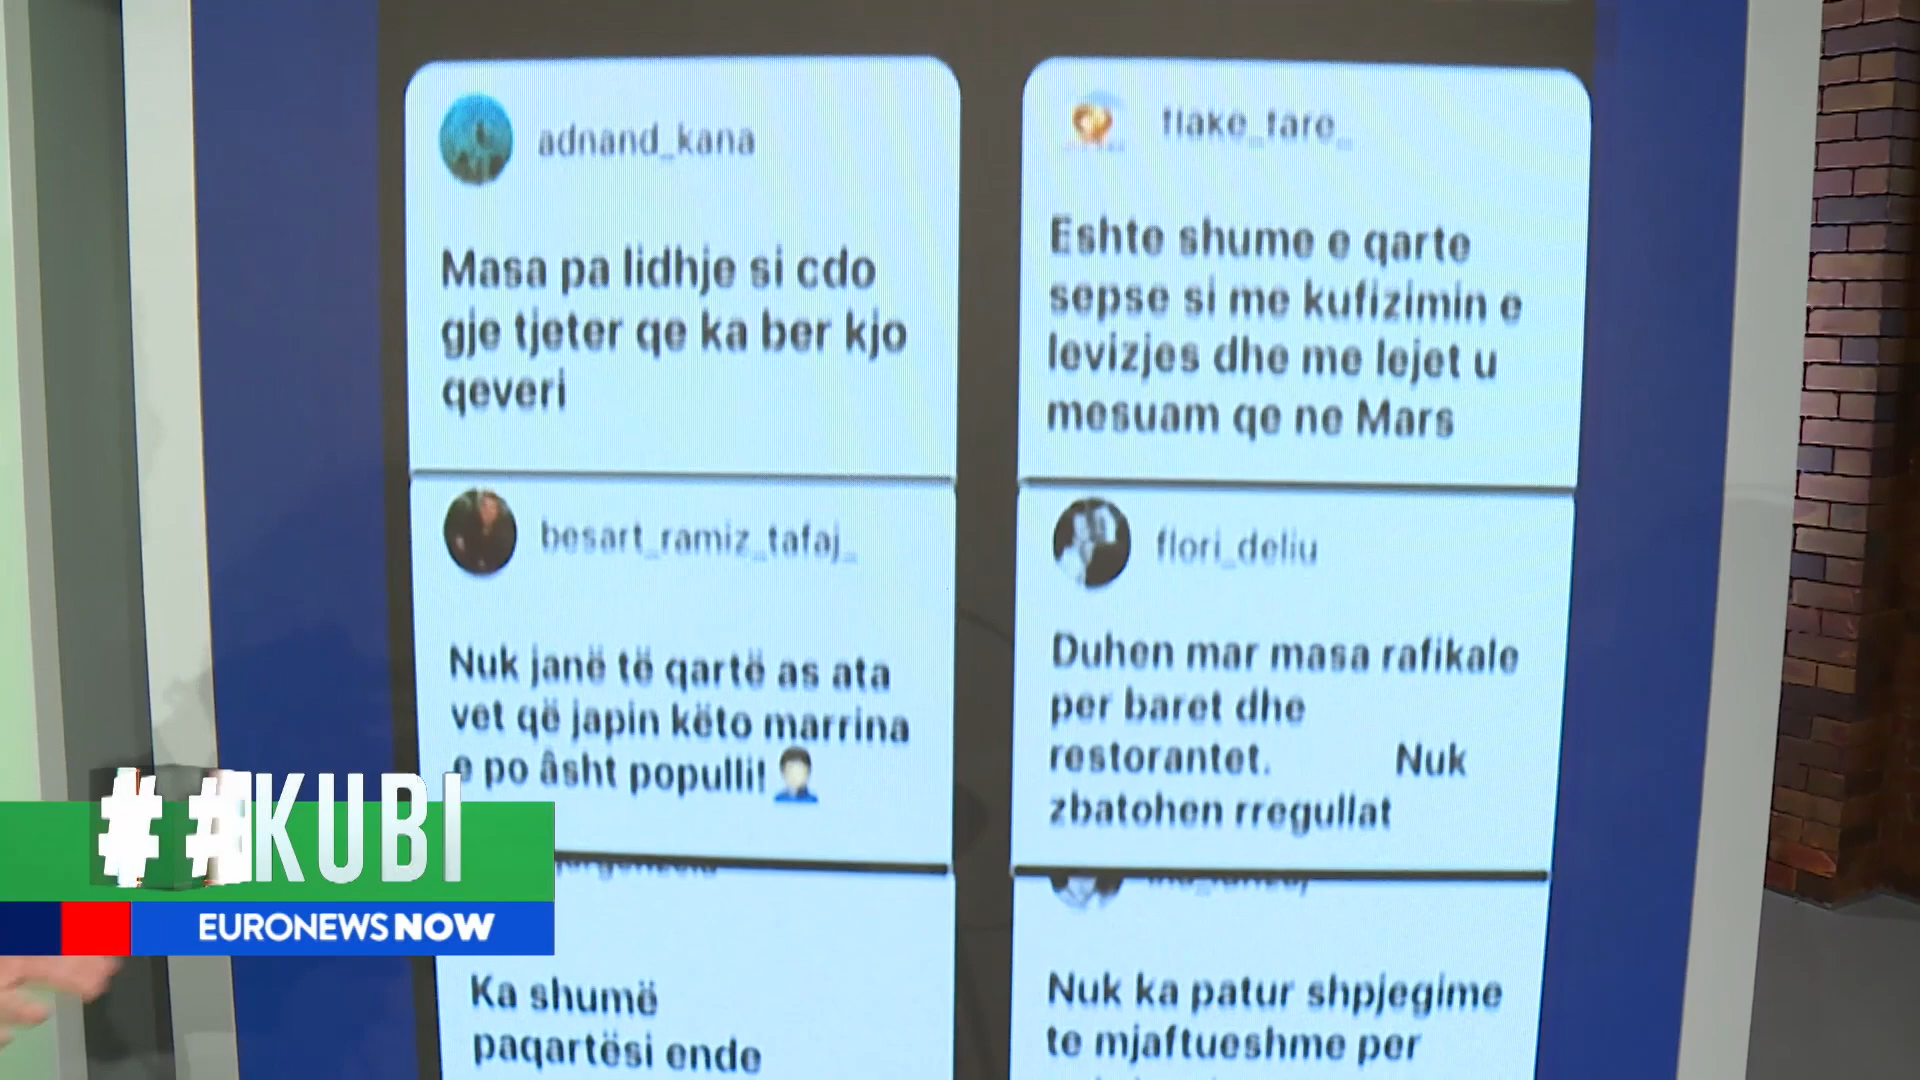 adnand_kana
Masa pa lidhje si cdo
gje tjeter qe ka ber kjo
qeveri
besart_ramiz_tafaj_
Nuk janë të qartë as ata
vet që japin këto marrina
e po âsht populli!
Ka shumë
paqartësi ende
flake_fare_
Eshte shume e qarte
sepse si me kufizimin e
levizjes dhe me lejet u
mesuam qe ne Mars
flori_deliu
Duhen mar masa rafikale
per baret dhe
restorantet. Nuk
zbatohen rregullat
Nuk ka patur shpjegime
te mjaftueshme per
##KUBI
EURONEWS NOW